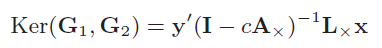 Ker(G₁, G₂) = y′(I − cA×)⁻¹L×x